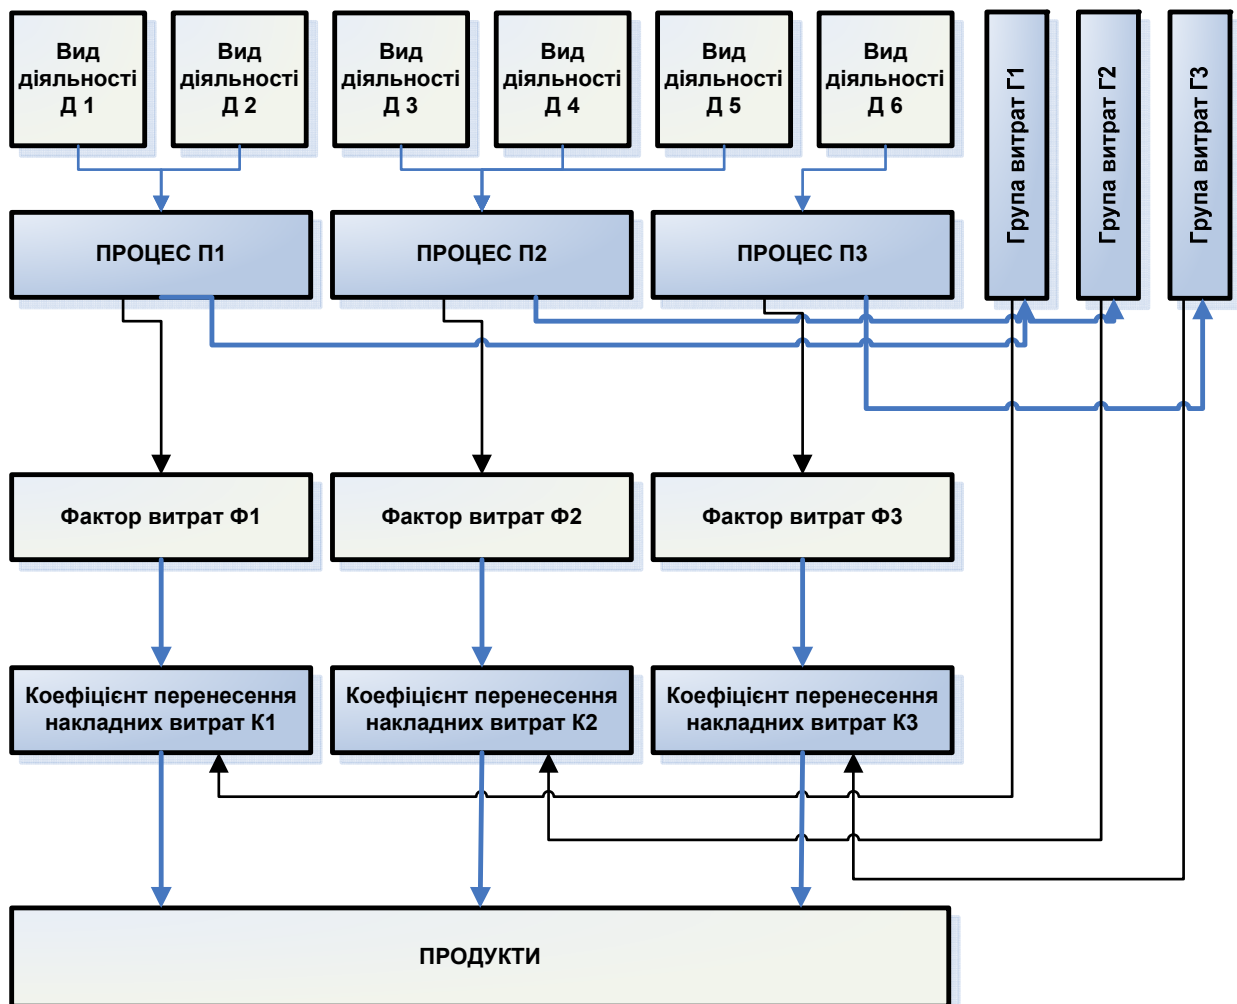 Вид
діяльності
Д 1
Вид
діяльності
Д 2
Вид
діяльності
Д 3
Вид
діяльності
Д 4
Вид
діяльності
Д 5
Вид
діяльності
Д 6
Група витрат Г1
Група витрат Г2
Група витрат Г3
ПРОЦЕС П1
ПРОЦЕС П2
ПРОЦЕС П3
Фактор витрат Ф1
Фактор витрат Ф2
Фактор витрат Ф3
Коефіцієнт перенесення
накладних витрат К1
Коефіцієнт перенесення
накладних витрат К2
Коефіцієнт перенесення
накладних витрат К3
ПРОДУКТИ